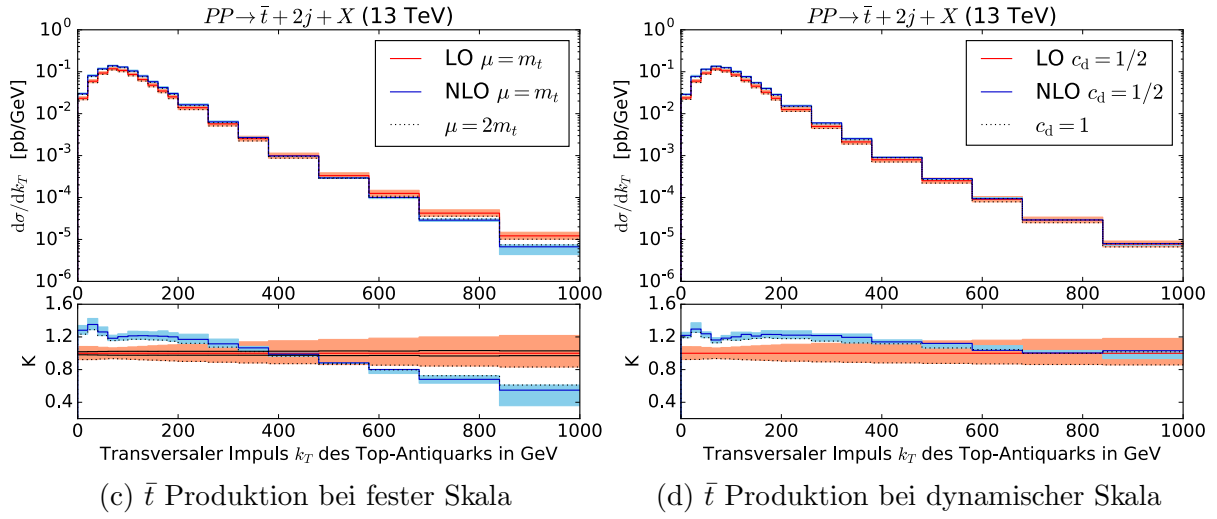 PP → t̄ + 2j + X (13 TeV)
10⁰
10⁻¹
10⁻²
10⁻³
10⁻⁴
10⁻⁵
10⁻⁶
dσ/dk_T [pb/GeV]
LO μ = m_t
NLO μ = m_t
μ = 2m_t
0 200 400 600 800 1000
1.6
1.2
0.8
0.4
K
0 200 400 600 800 1000
Transversaler Impuls k_T des Top-Antiquarks in GeV
(c) t̄ Produktion bei fester Skala
PP → t̄ + 2j + X (13 TeV)
10⁰
10⁻¹
10⁻²
10⁻³
10⁻⁴
10⁻⁵
10⁻⁶
dσ/dk_T [pb/GeV]
LO c_d = 1/2
NLO c_d = 1/2
c_d = 1
0 200 400 600 800 1000
1.6
1.2
0.8
0.4
K
0 200 400 600 800 1000
Transversaler Impuls k_T des Top-Antiquarks in GeV
(d) t̄ Produktion bei dynamischer Skala